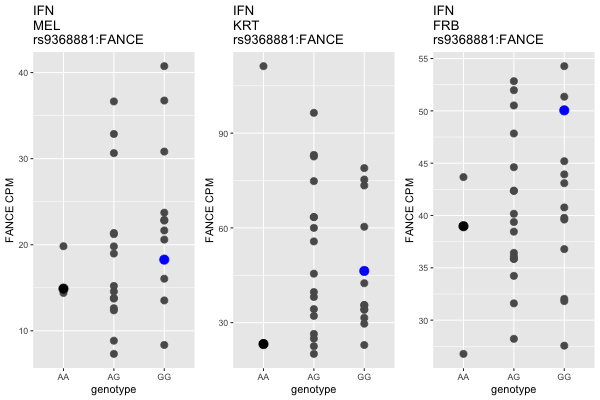 IFN
MEL
rs9368881:FANCE
FANCE CPM
40
30
20
10
AA AG GG
genotype
IFN
KRT
rs9368881:FANCE
FANCE CPM
90
60
30
AA AG GG
genotype
IFN
FRB
rs9368881:FANCE
FANCE CPM
55
50
45
40
35
30
AA AG GG
genotype